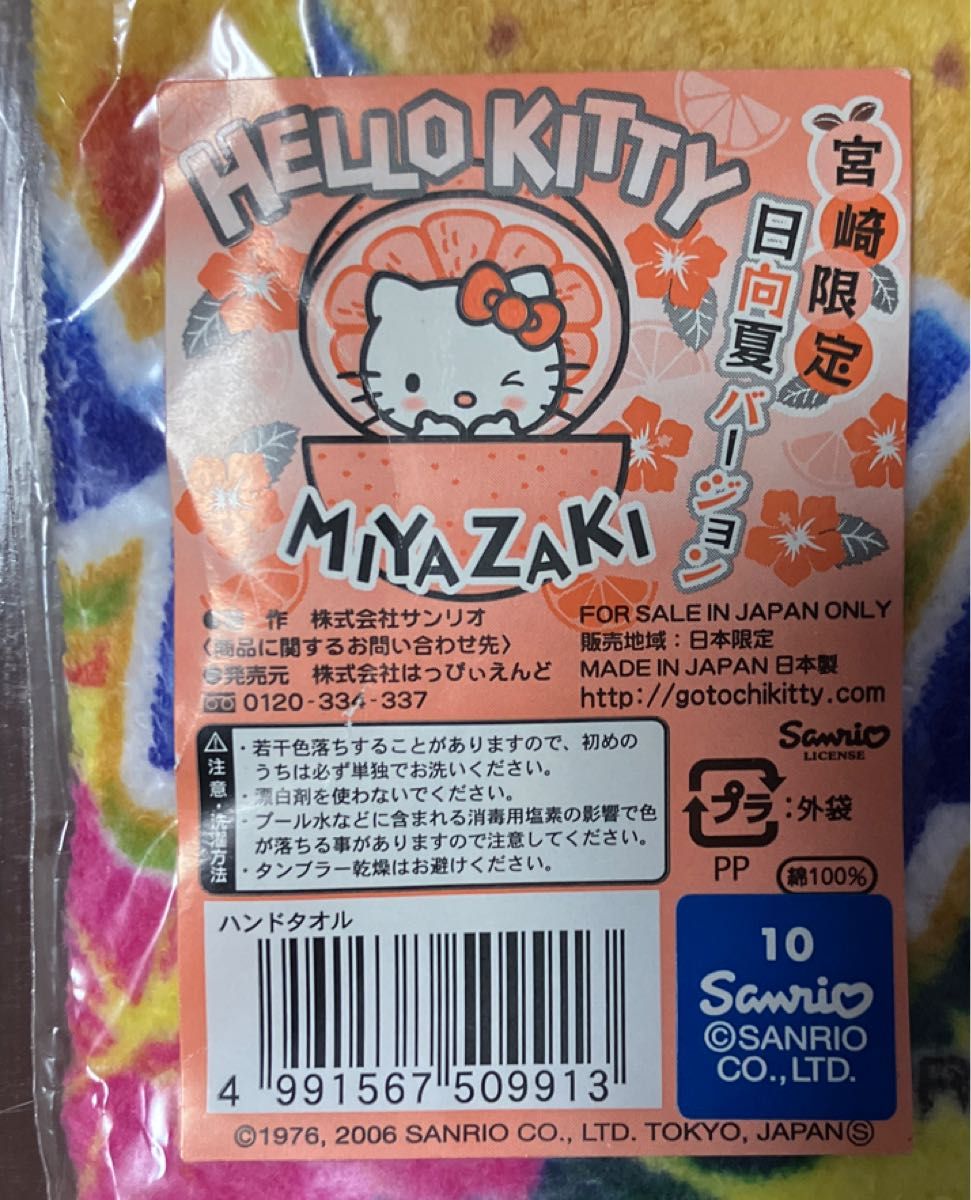 HELLO KITTY
宮崎限定
日向夏バージョン
MIYAZAKI
作 株式会社サンリオ
〈商品に関するお問い合わせ先〉
●発売元 株式会社はっぴぃえんど
0120-334-337
FOR SALE IN JAPAN ONLY
販売地域：日本限定
MADE IN JAPAN 日本製
http://gotochikitty.com
Sanrio
LICENSE
注意・洗濯方法
・若干色落ちすることがありますので、初めの
うちは必ず単独でお洗いください。
・漂白剤を使わないでください。
・プール水などに含まれる消毒用塩素の影響で色
が落ちる事がありますので注意してください。
・タンブラー乾燥はお避けください。
プラ：外袋
PP
綿100%
ハンドタオル
4 991567 509913
10
Sanrio
©SANRIO
CO.,LTD.
©1976, 2006 SANRIO CO., LTD. TOKYO, JAPAN Ⓢ